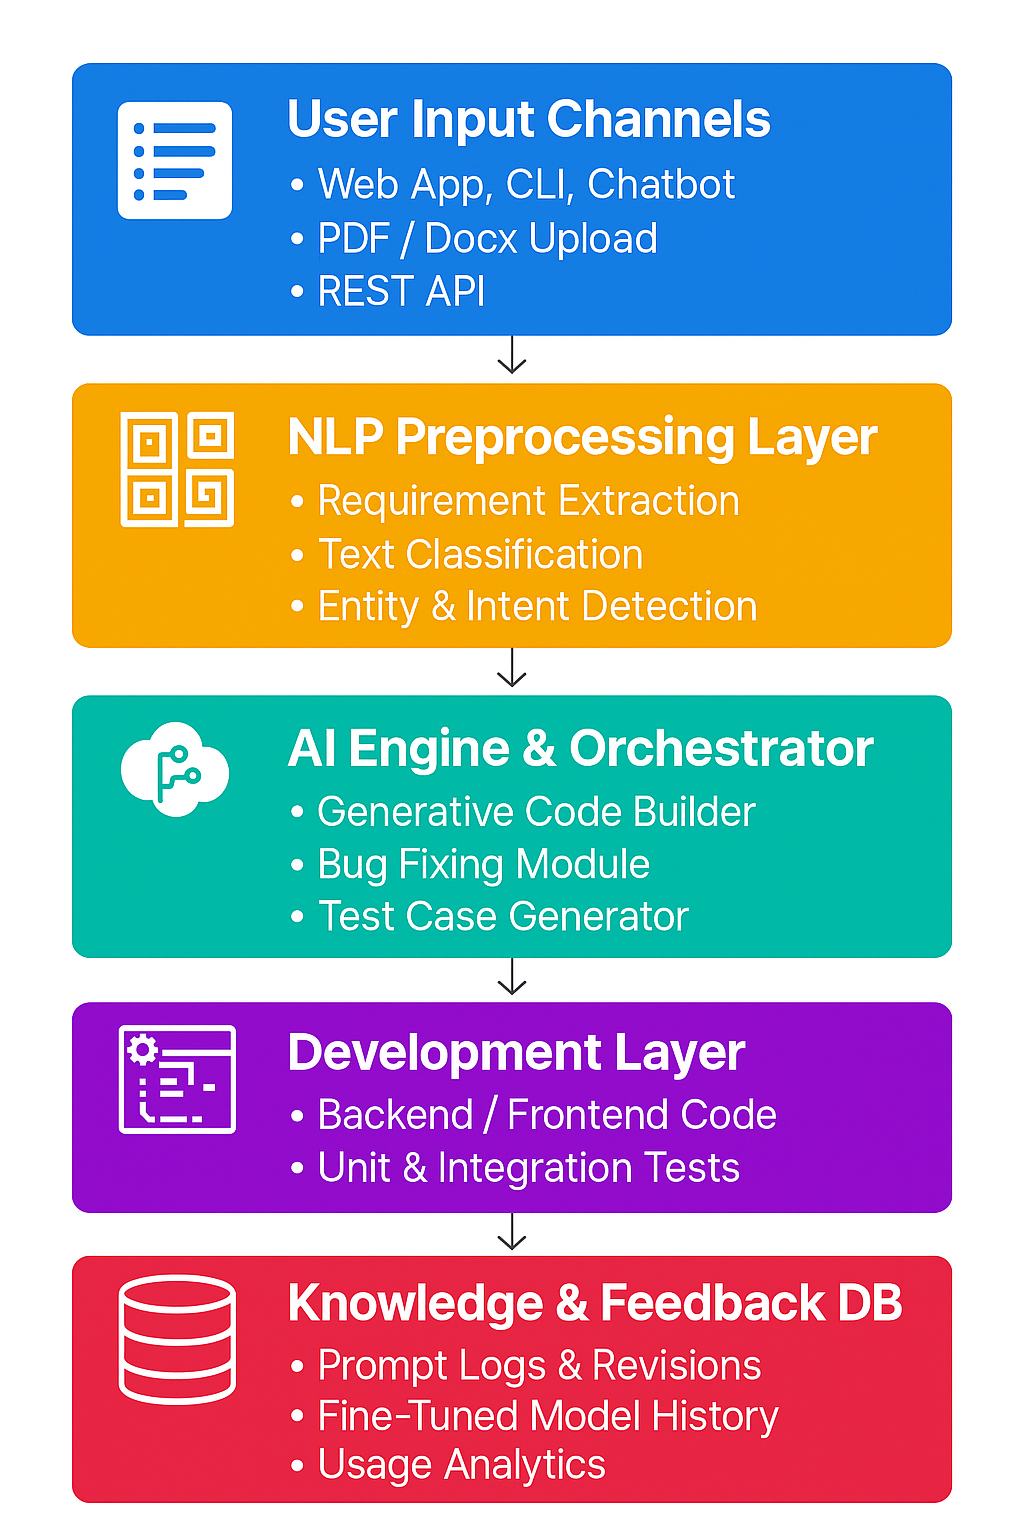 User Input Channels
• Web App, CLI, Chatbot
• PDF / Docx Upload
• REST API
NLP Preprocessing Layer
• Requirement Extraction
• Text Classification
• Entity & Intent Detection
AI Engine & Orchestrator
• Generative Code Builder
• Bug Fixing Module
• Test Case Generator
Development Layer
• Backend / Frontend Code
• Unit & Integration Tests
Knowledge & Feedback DB
• Prompt Logs & Revisions
• Fine-Tuned Model History
• Usage Analytics